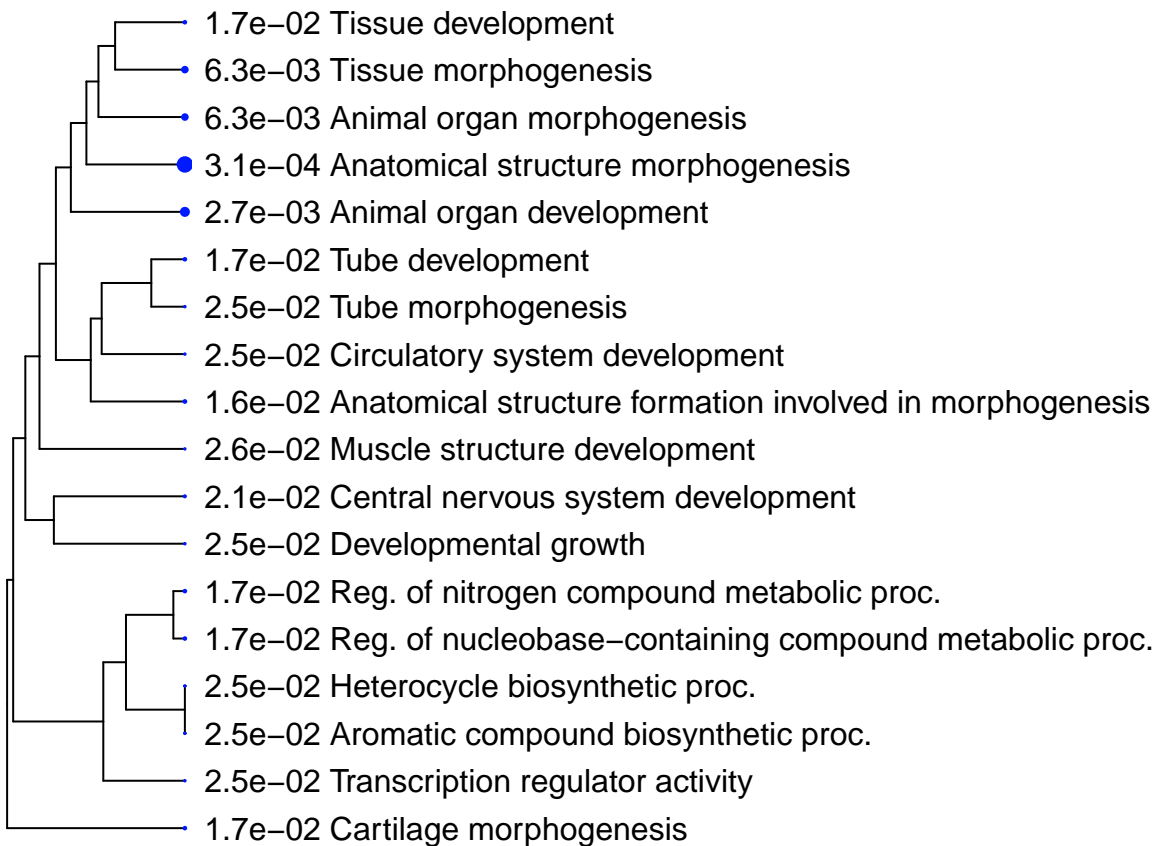 1.7e−02 Tissue development
6.3e−03 Tissue morphogenesis
6.3e−03 Animal organ morphogenesis
3.1e−04 Anatomical structure morphogenesis
2.7e−03 Animal organ development
1.7e−02 Tube development
2.5e−02 Tube morphogenesis
2.5e−02 Circulatory system development
1.6e−02 Anatomical structure formation involved in morphogenesis
2.6e−02 Muscle structure development
2.1e−02 Central nervous system development
2.5e−02 Developmental growth
1.7e−02 Reg. of nitrogen compound metabolic proc.
1.7e−02 Reg. of nucleobase−containing compound metabolic proc.
2.5e−02 Heterocycle biosynthetic proc.
2.5e−02 Aromatic compound biosynthetic proc.
2.5e−02 Transcription regulator activity
1.7e−02 Cartilage morphogenesis